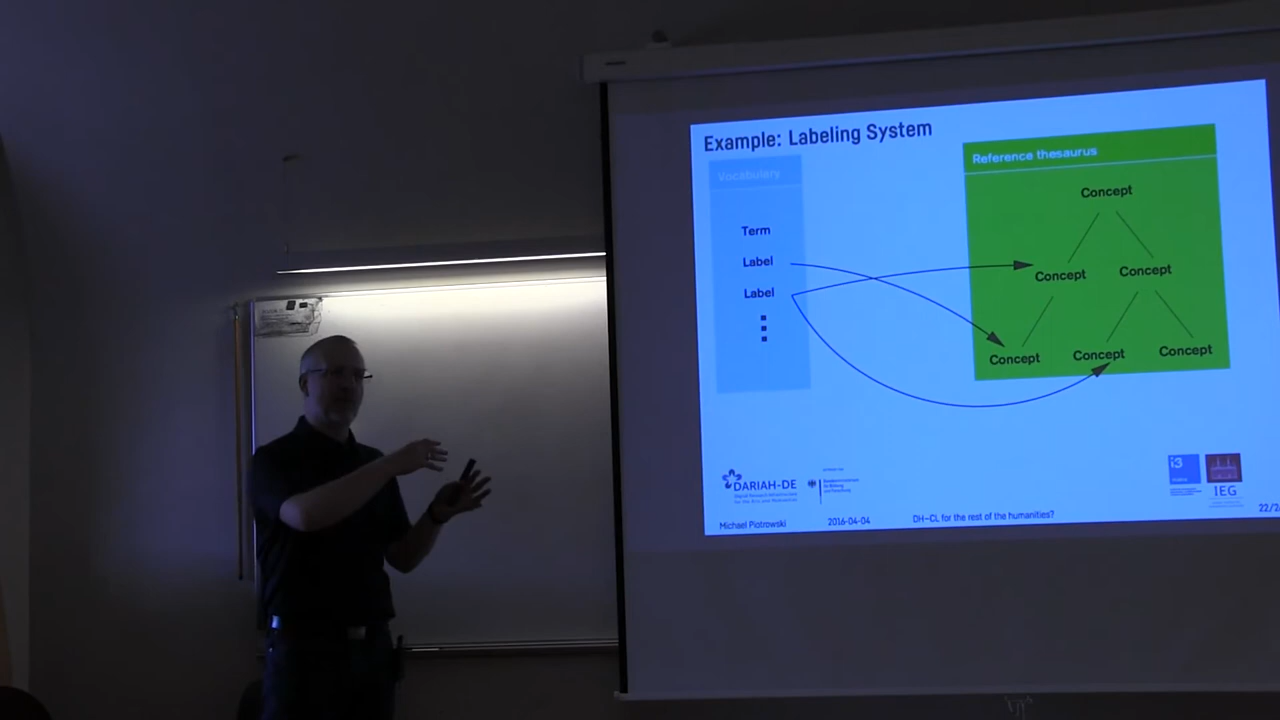 Example: Labeling System
Vocabulary
Term
Label
Label
Reference thesaurus
Concept
Concept
Concept
Concept
Concept
Concept
DARIAH-DE
i3
IEG
Michael Piotrowski
2016-04-04
DH-CL for the rest of the humanities?